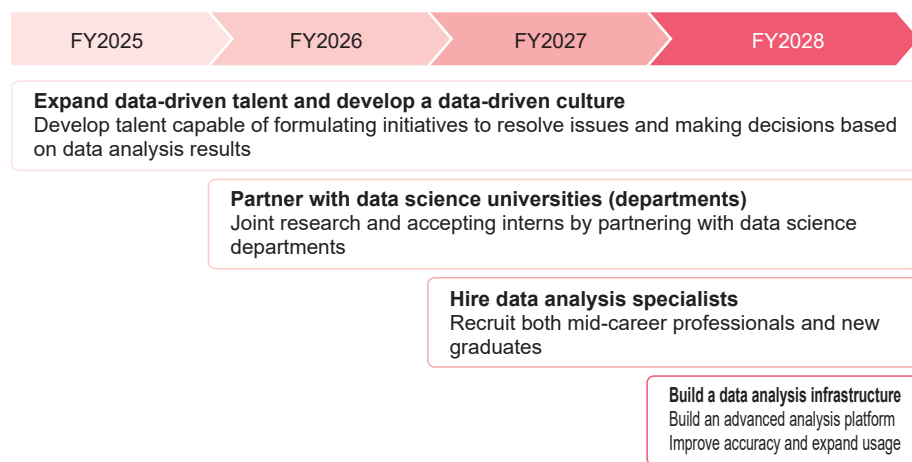 FY2025
FY2026
FY2027
FY2028
Expand data-driven talent and develop a data-driven culture
Develop talent capable of formulating initiatives to resolve issues and making decisions based
on data analysis results
Partner with data science universities (departments)
Joint research and accepting interns by partnering with data science
departments
Hire data analysis specialists
Recruit both mid-career professionals and new
graduates
Build a data analysis infrastructure
Build an advanced analysis platform
Improve accuracy and expand usage